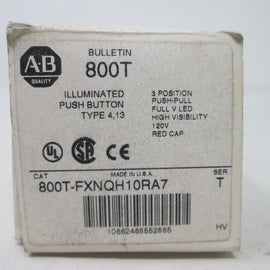 A-B
QUALITY
BULLETIN
800T
ILLUMINATED
PUSH BUTTON
TYPE 4,13
3 POSITION
PUSH-PULL
FULL V LED
HIGH VISIBILITY
120V
RED CAP
UL
CE
CAT
MADE IN U.S.A.
SER
800T-FXNQH10RA7
T
10662468552865
HV